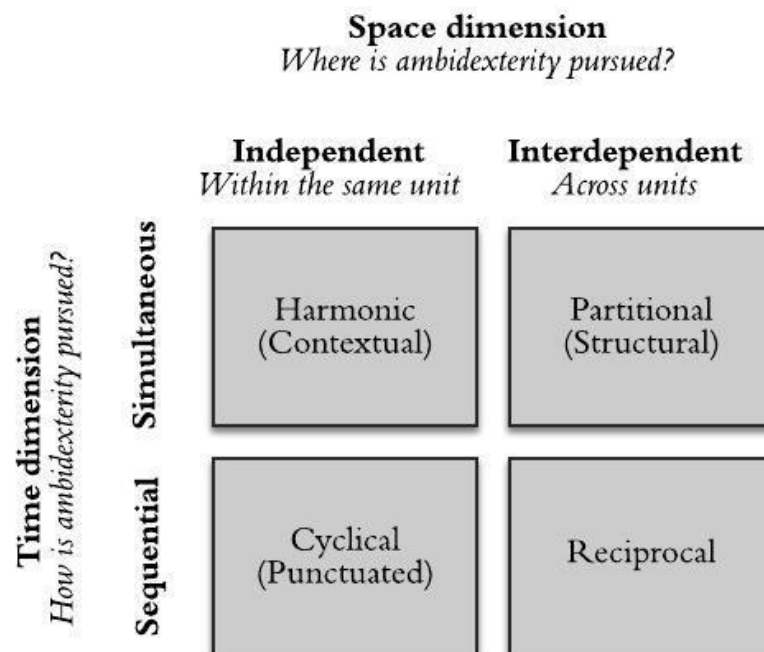 Space dimension
Where is ambidexterity pursued?
Independent
Within the same unit
Interdependent
Across units
Time dimension
How is ambidexterity pursued?
Simultaneous
Harmonic
(Contextual)
Partitional
(Structural)
Sequential
Cyclical
(Punctuated)
Reciprocal